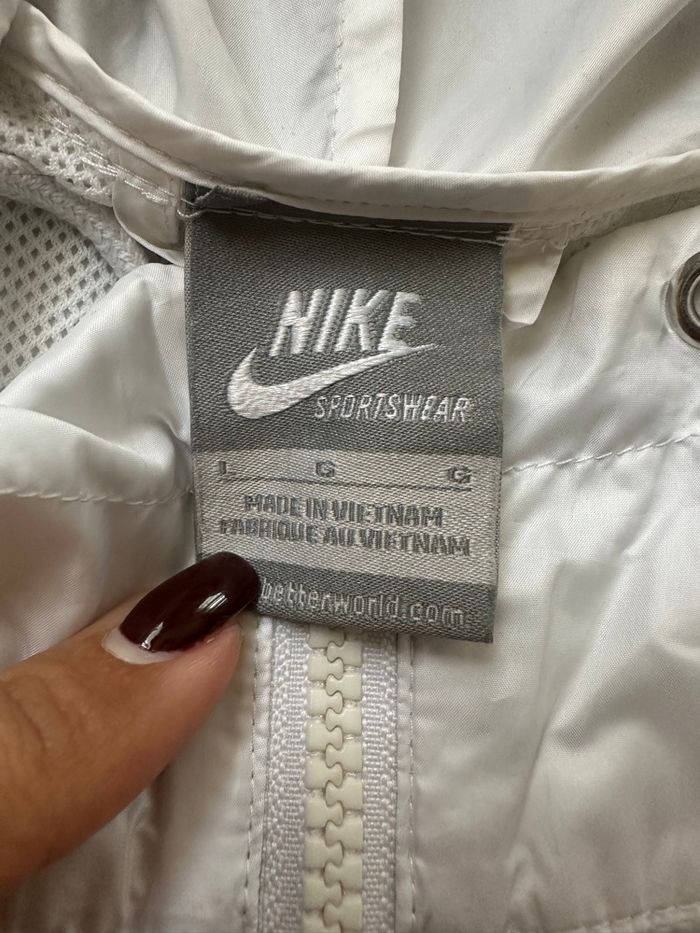 NIKE
SPORTSWEAR
L G G
MADE IN VIETNAM
FABRIQUE AU VIETNAM
betterworld.com